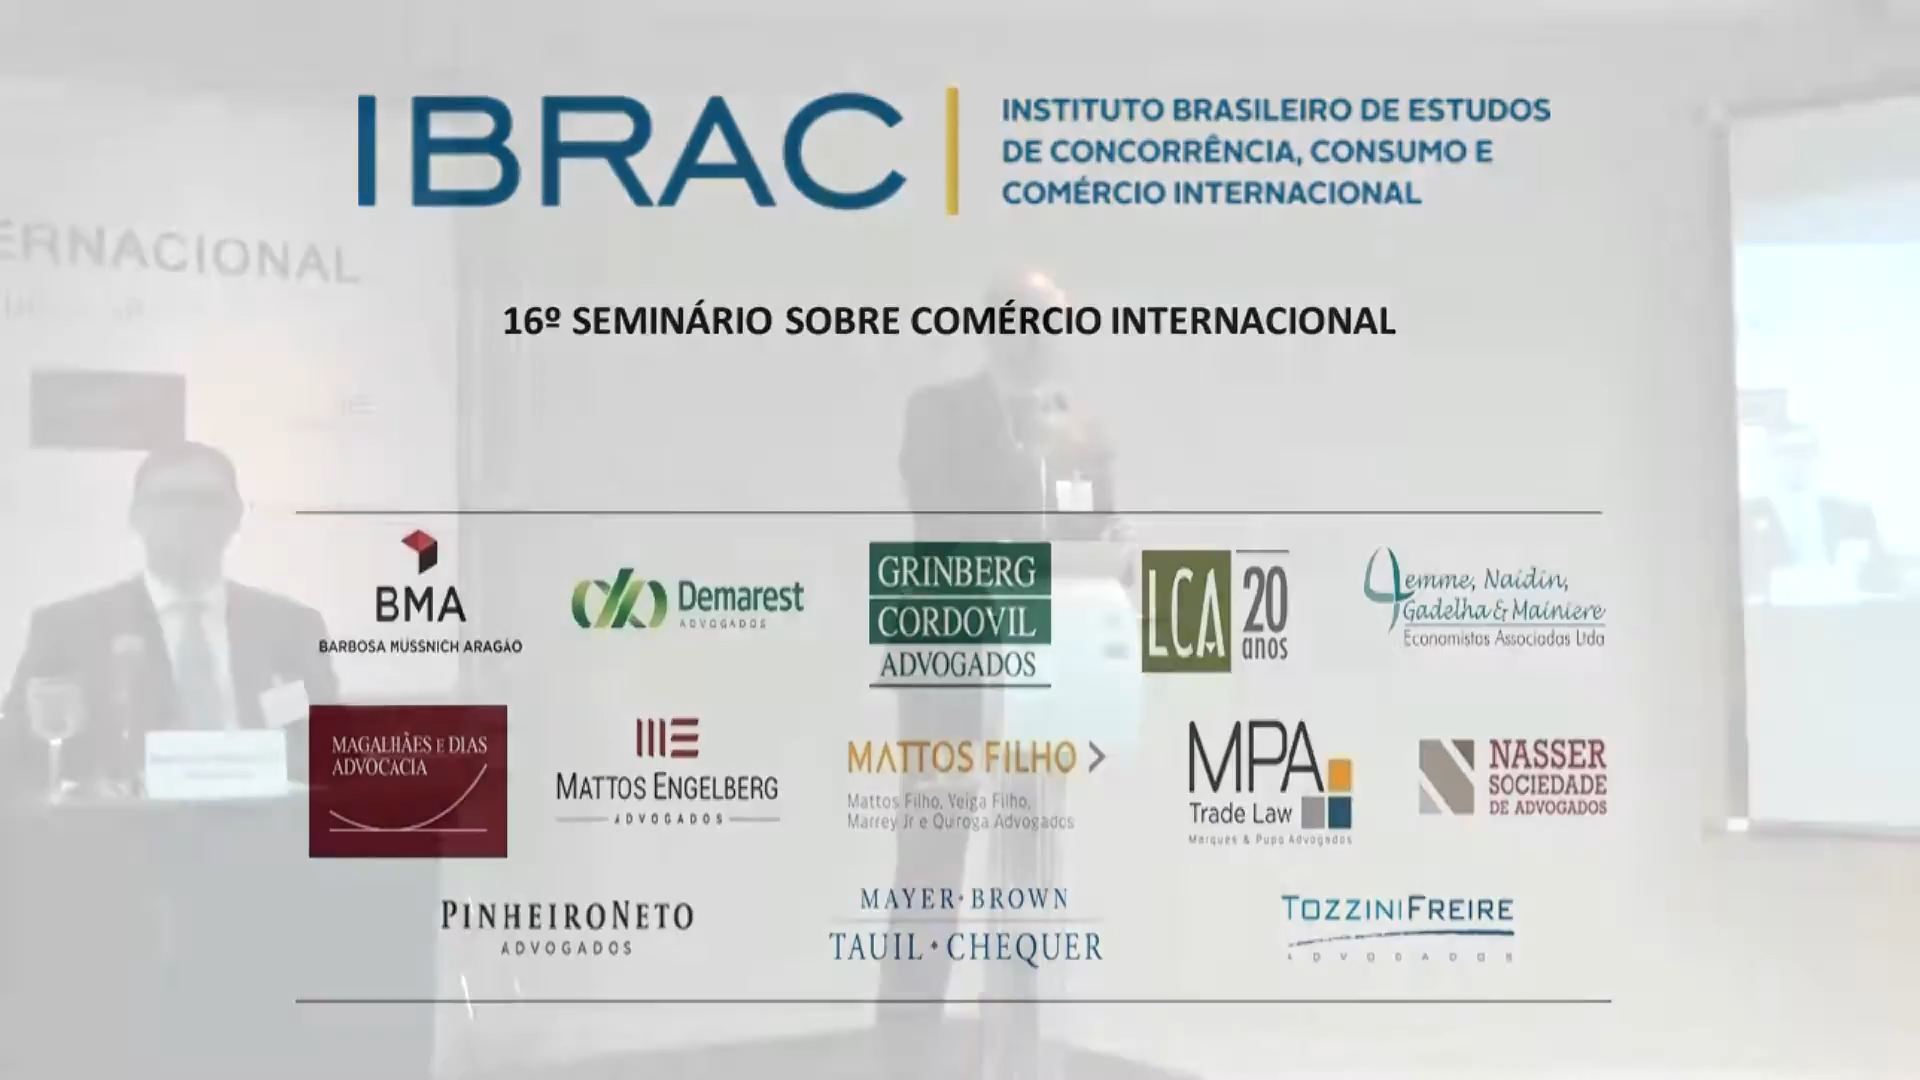 IBRAC
INSTITUTO BRASILEIRO DE ESTUDOS
DE CONCORRÊNCIA, CONSUMO E
COMÉRCIO INTERNACIONAL
ERNACIONAL
16º SEMINÁRIO SOBRE COMÉRCIO INTERNACIONAL
BMA
BARBOSA MÜSSNICH ARAGÃO
Demarest
ADVOGADOS
GRINBERG
CORDOVIL
ADVOGADOS
LCA
20
anos
Lemme, Naidin,
Gadelha & Mainiere
Economistas Associados Ltda
MAGALHÃES E DIAS
ADVOCACIA
MATTOS ENGELBERG
ADVOGADOS
MATTOS FILHO >
Mattos Filho, Veiga Filho,
Marrey Jr e Quiroga Advogados
MPA
Trade Law
Marques & Pupo Advogados
NASSER
SOCIEDADE
DE ADVOGADOS
PINHEIRONETO
ADVOGADOS
MAYER·BROWN
TAUIL·CHEQUER
TOZZINIFREIRE
ADVOGADOS